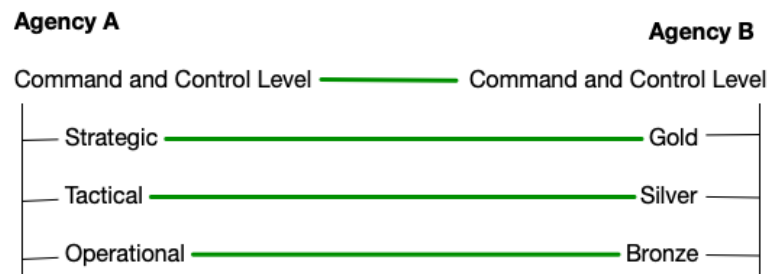 Agency A
Agency B
Command and Control Level Command and Control Level
Strategic Gold
Tactical Silver
Operational Bronze